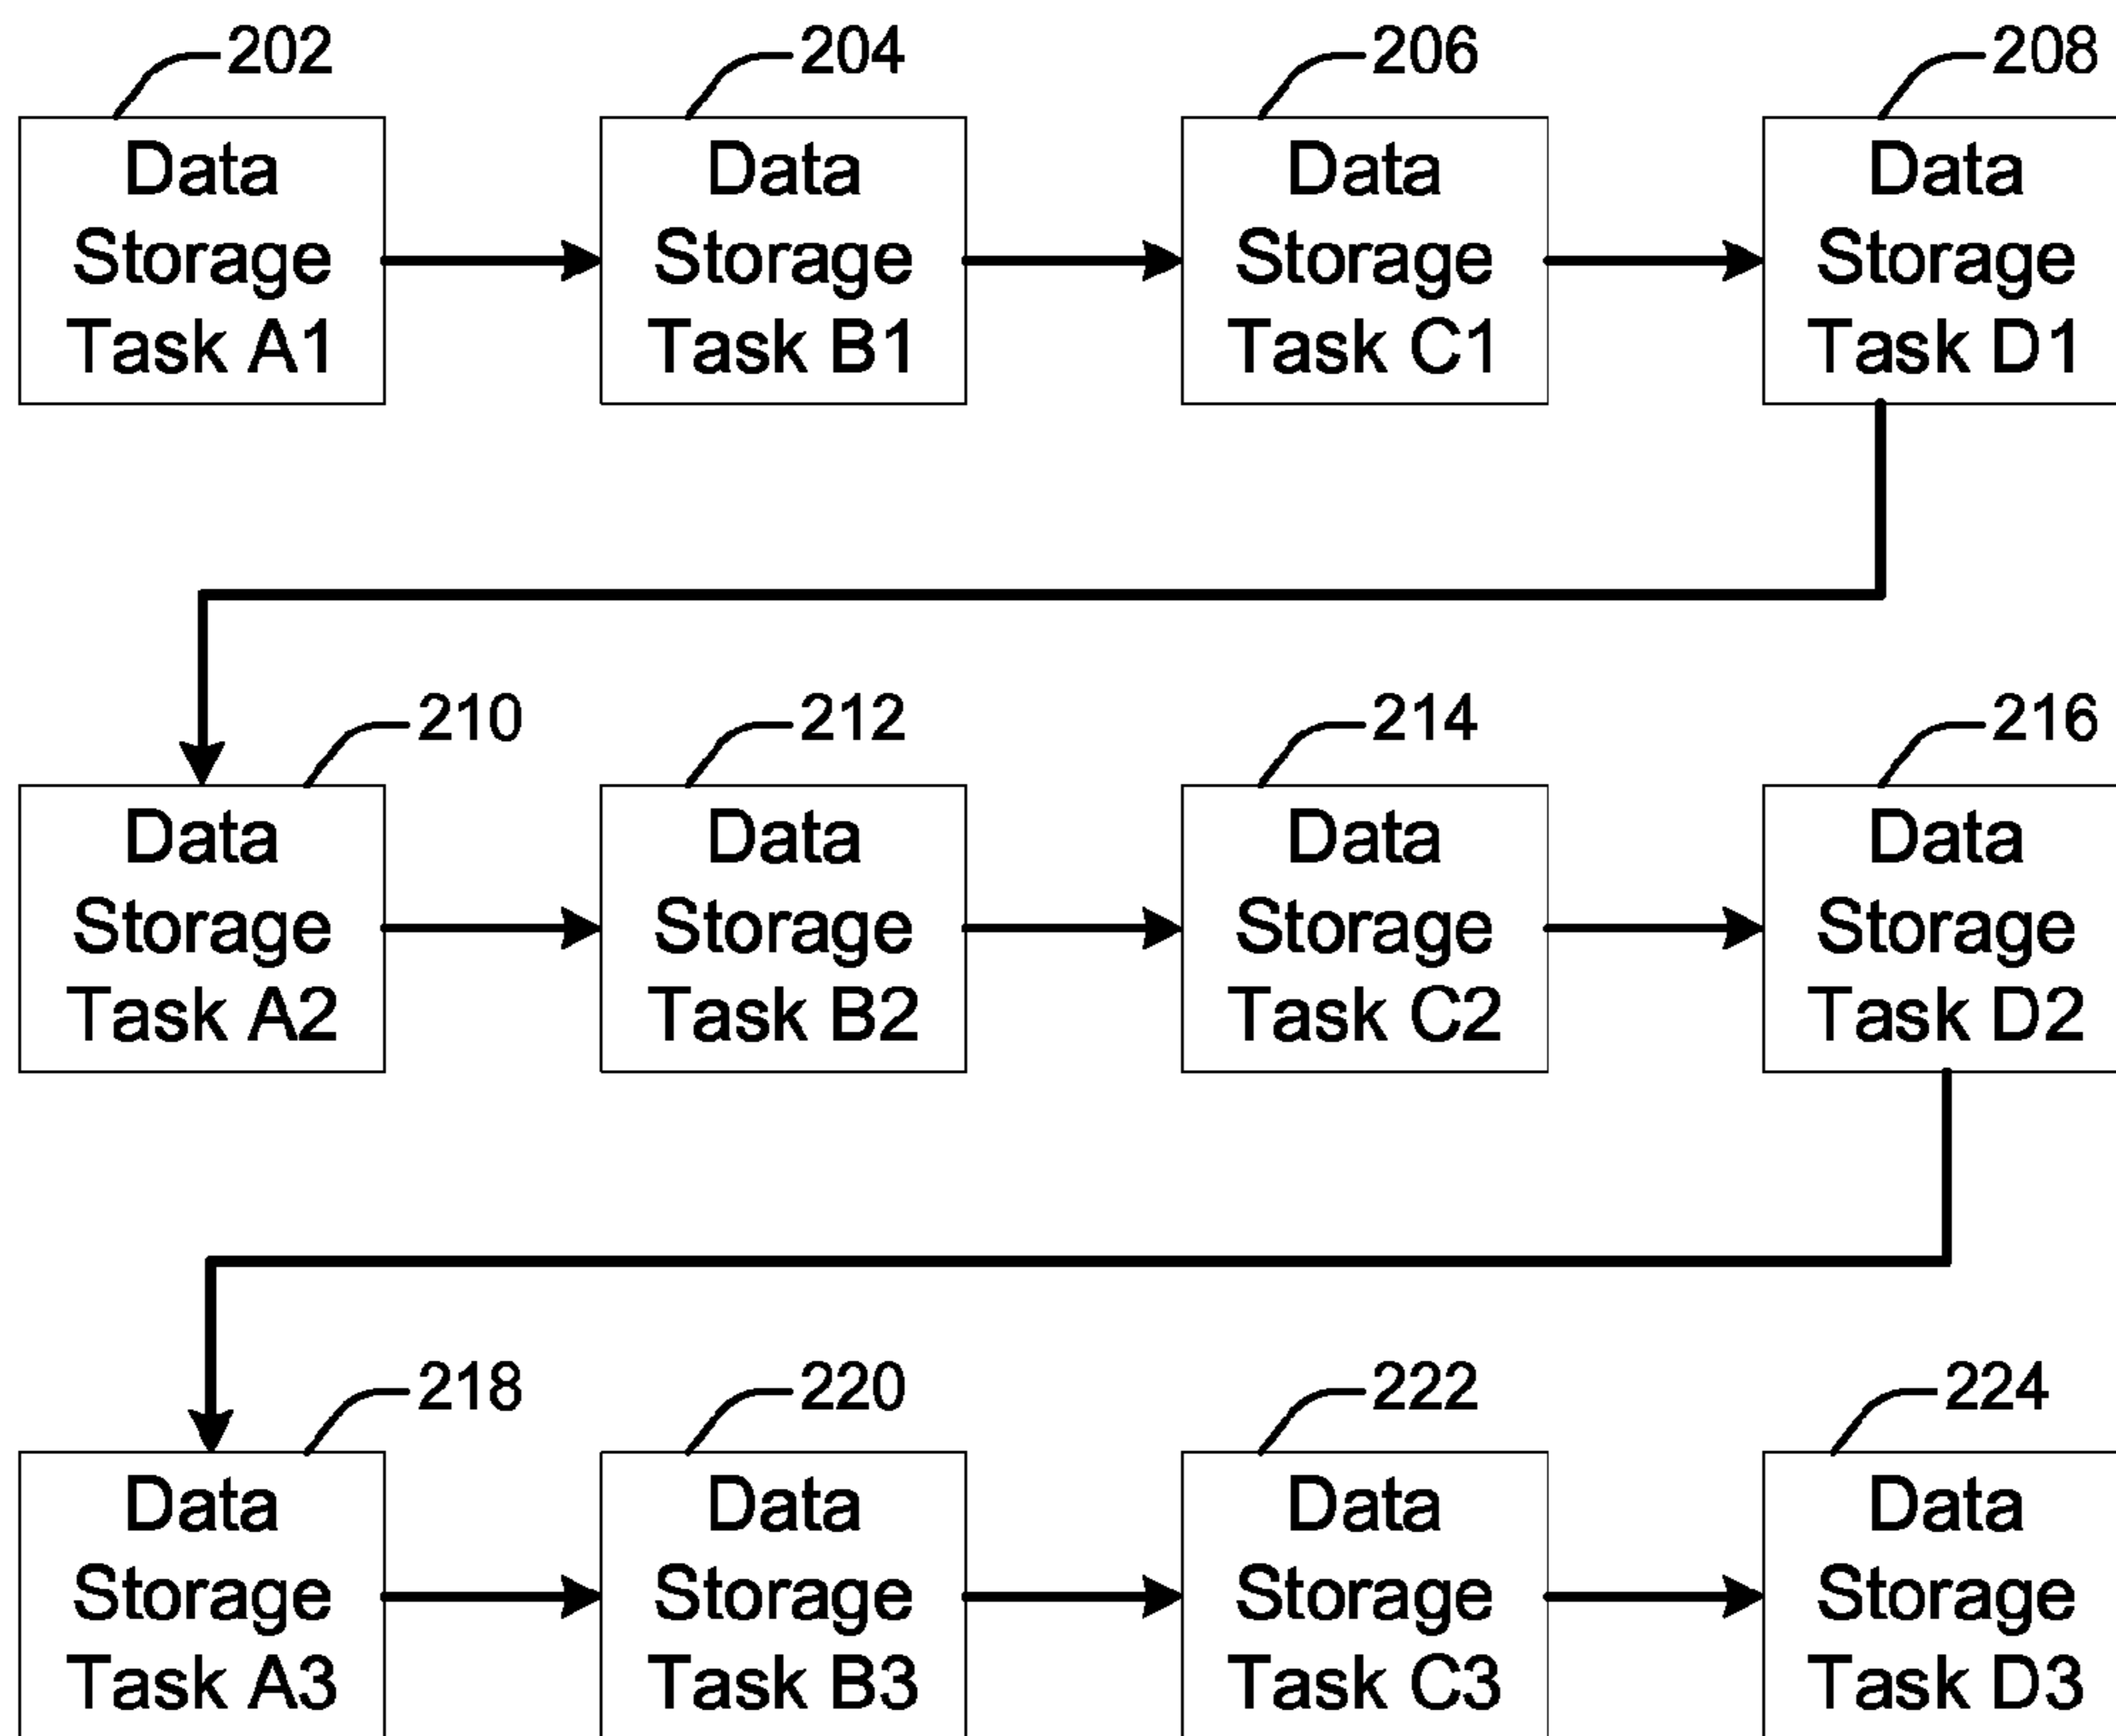 202
204
206
208
Data
Storage
Task A1
Data
Storage
Task B1
Data
Storage
Task C1
Data
Storage
Task D1
210
212
214
216
Data
Storage
Task A2
Data
Storage
Task B2
Data
Storage
Task C2
Data
Storage
Task D2
218
220
222
224
Data
Storage
Task A3
Data
Storage
Task B3
Data
Storage
Task C3
Data
Storage
Task D3